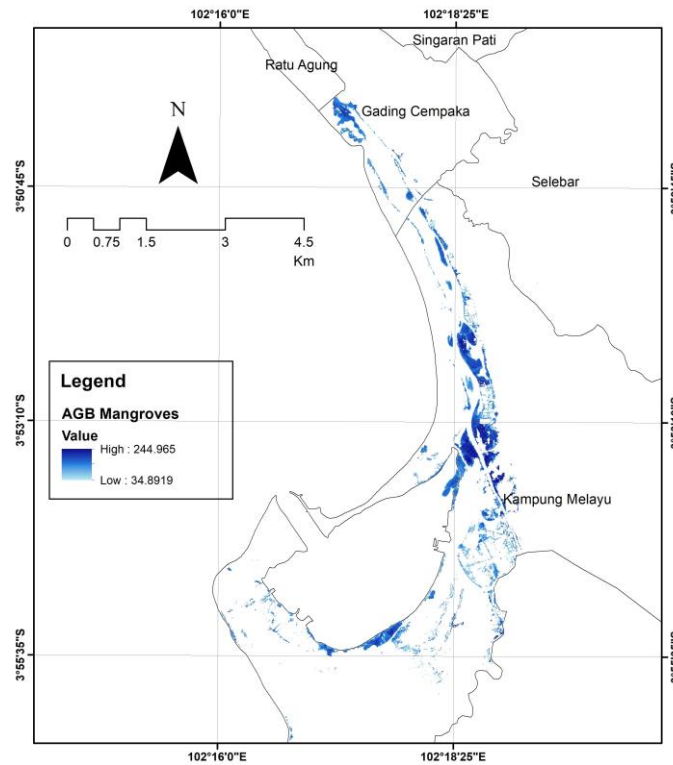 102°16'0"E 102°18'25"E
Singaran Pati
Ratu Agung
N
Gading Cempaka
3°50'45"S
Selebar
0 0.75 1.5 3 4.5
Km
Legend
AGB Mangroves
Value
High : 244.965
Low : 34.8919
3°53'10"S
Kampung Melayu
3°55'35"S
102°16'0"E 102°18'25"E